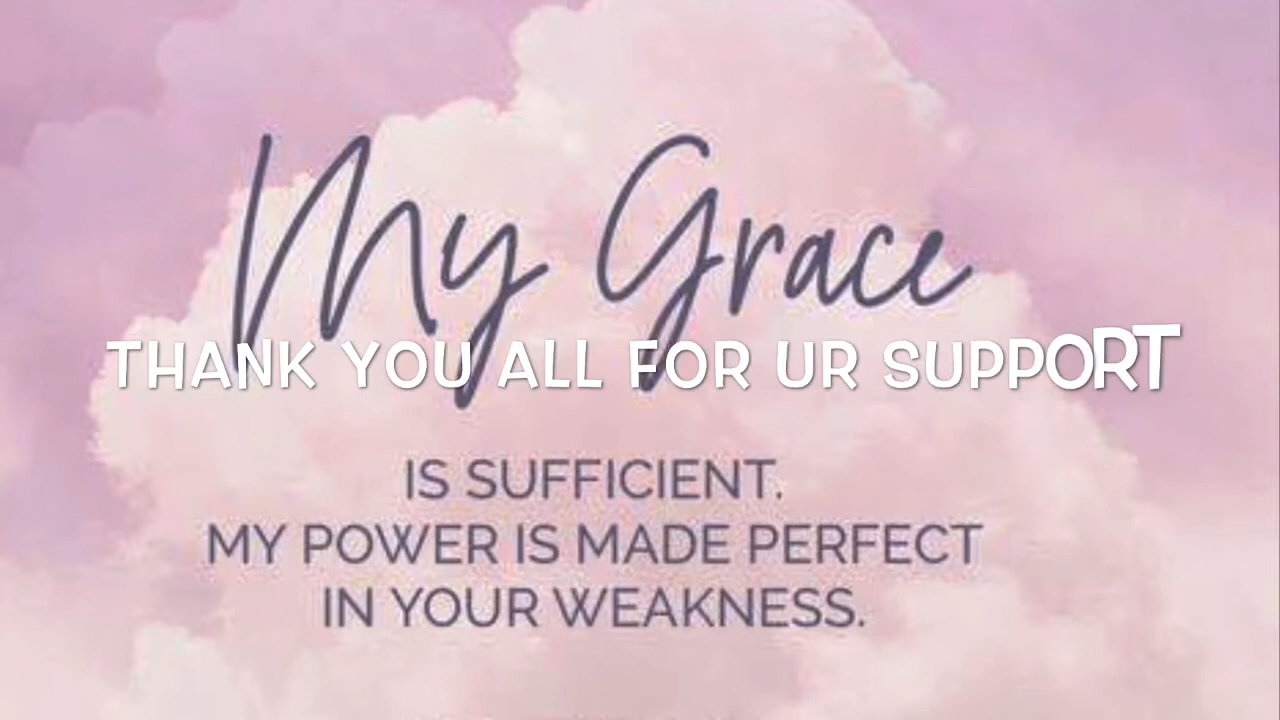 My Grace
THANK YOU ALL FOR UR SUPPORT
IS SUFFICIENT.
MY POWER IS MADE PERFECT
IN YOUR WEAKNESS.